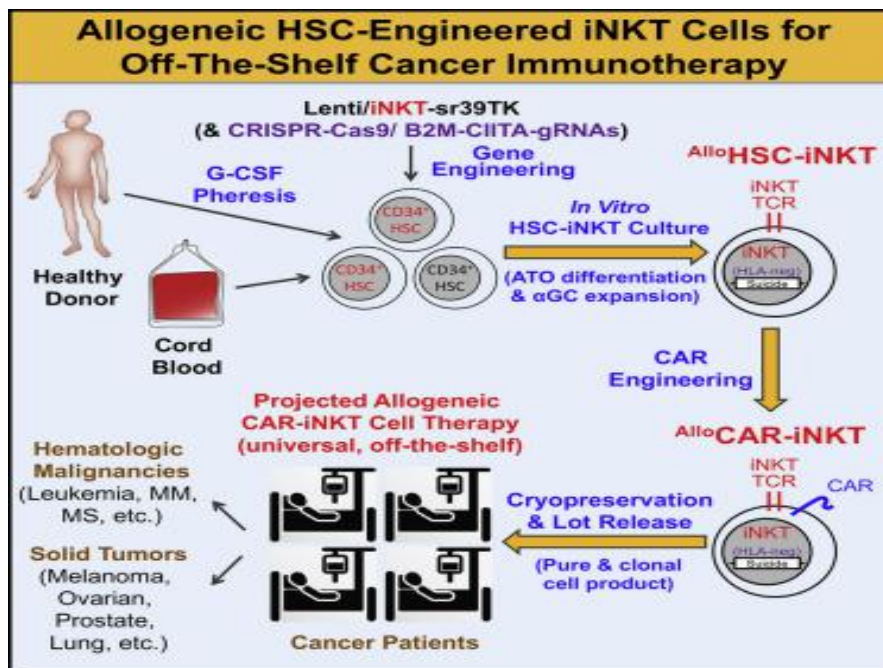 Allogeneic HSC-Engineered iNKT Cells for
Off-The-Shelf Cancer Immunotherapy
Lenti/iNKT-sr39TK
(& CRISPR-Cas9/ B2M-CIITA-gRNAs)
G-CSF
Pheresis
Gene
Engineering
Healthy
Donor
Cord
Blood
CD34⁺
HSC
CD34⁺
HSC
CD34⁺
HSC
In Vitro
HSC-iNKT Culture
(ATO differentiation
& αGC expansion)
AlloHSC-iNKT
iNKT
TCR
iNKT
(HLA-neg)
Suicide
CAR
Engineering
AlloCAR-iNKT
iNKT
TCR
CAR
iNKT
(HLA-neg)
Suicide
Cryopreservation
& Lot Release
(Pure & clonal
cell product)
Projected Allogeneic
CAR-iNKT Cell Therapy
(universal, off-the-shelf)
Cancer Patients
Hematologic
Malignancies
(Leukemia, MM,
MS, etc.)
Solid Tumors
(Melanoma,
Ovarian,
Prostate,
Lung, etc.)